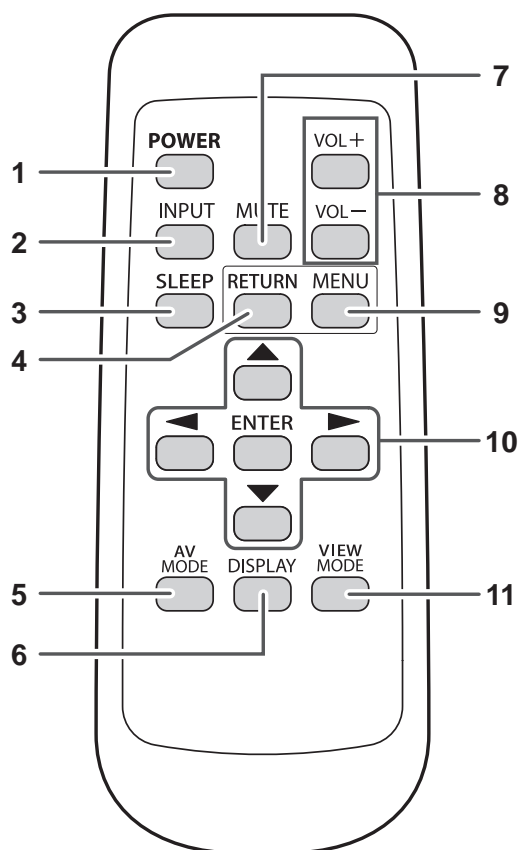 7
POWER
VOL+
1
8
INPUT
MUTE
VOL−
2
SLEEP
RETURN
MENU
3
9
4
ENTER
10
AV
MODE
DISPLAY
VIEW
MODE
5
11
6